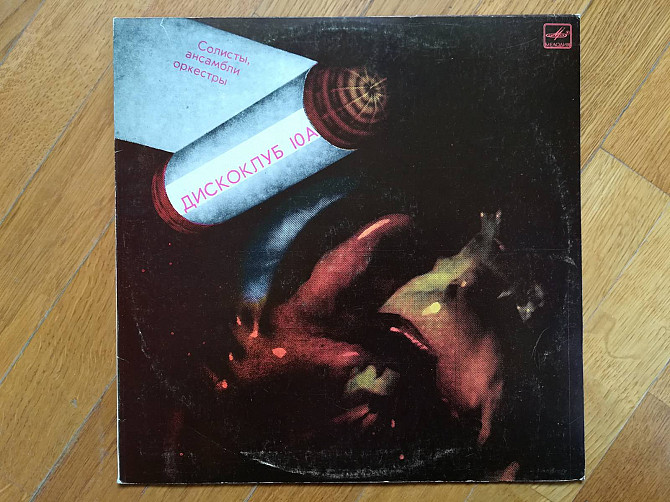 Солисты,
ансамбли
оркестры
ДИСКОКЛУБ 10А
МЕЛОДИЯ